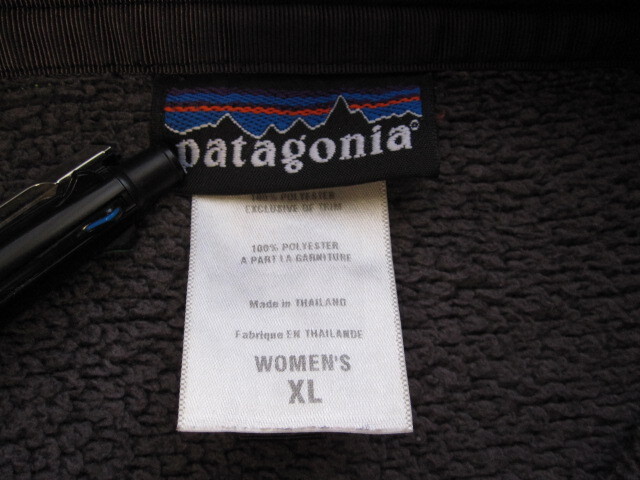 patagonia®
100% POLYESTER
EXCLUSIVE OF TRIM
100% POLYESTER
A PART LA GARNITURE
Made in THAILAND
Fabrique EN THAILANDE
WOMEN'S
XL